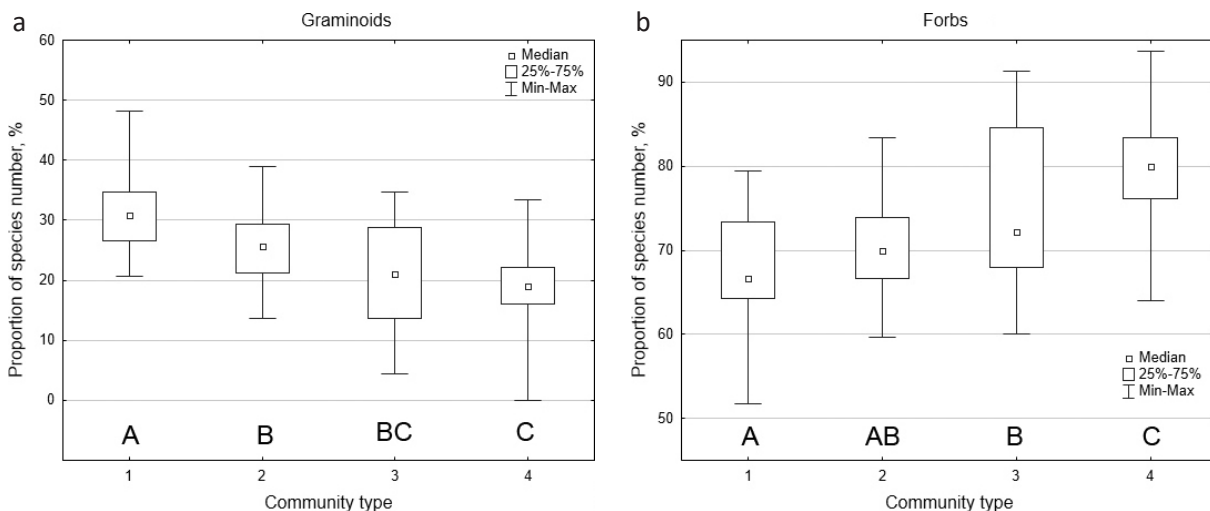 a
Graminoids
Proportion of species number, %
60
50
40
30
20
10
0
Median
25%-75%
Min-Max
A B BC C
1 2 3 4
Community type
b
Forbs
Proportion of species number, %
90
80
70
60
50
Median
25%-75%
Min-Max
A AB B C
1 2 3 4
Community type